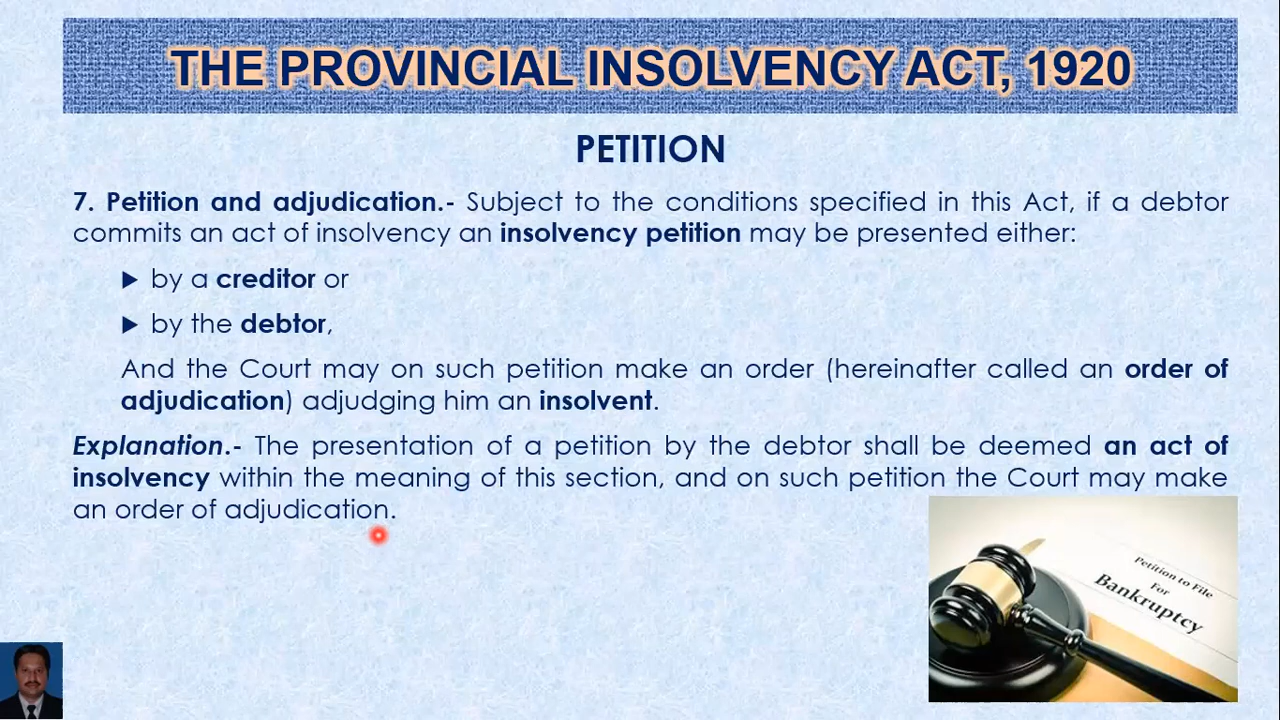 THE PROVINCIAL INSOLVENCY ACT, 1920
PETITION
7. Petition and adjudication.- Subject to the conditions specified in this Act, if a debtor
commits an act of insolvency an insolvency petition may be presented either:
▶ by a creditor or
▶ by the debtor,
And the Court may on such petition make an order (hereinafter called an order of
adjudication) adjudging him an insolvent.
Explanation.- The presentation of a petition by the debtor shall be deemed an act of
insolvency within the meaning of this section, and on such petition the Court may make
an order of adjudication.
Petition to File
For
Bankruptcy